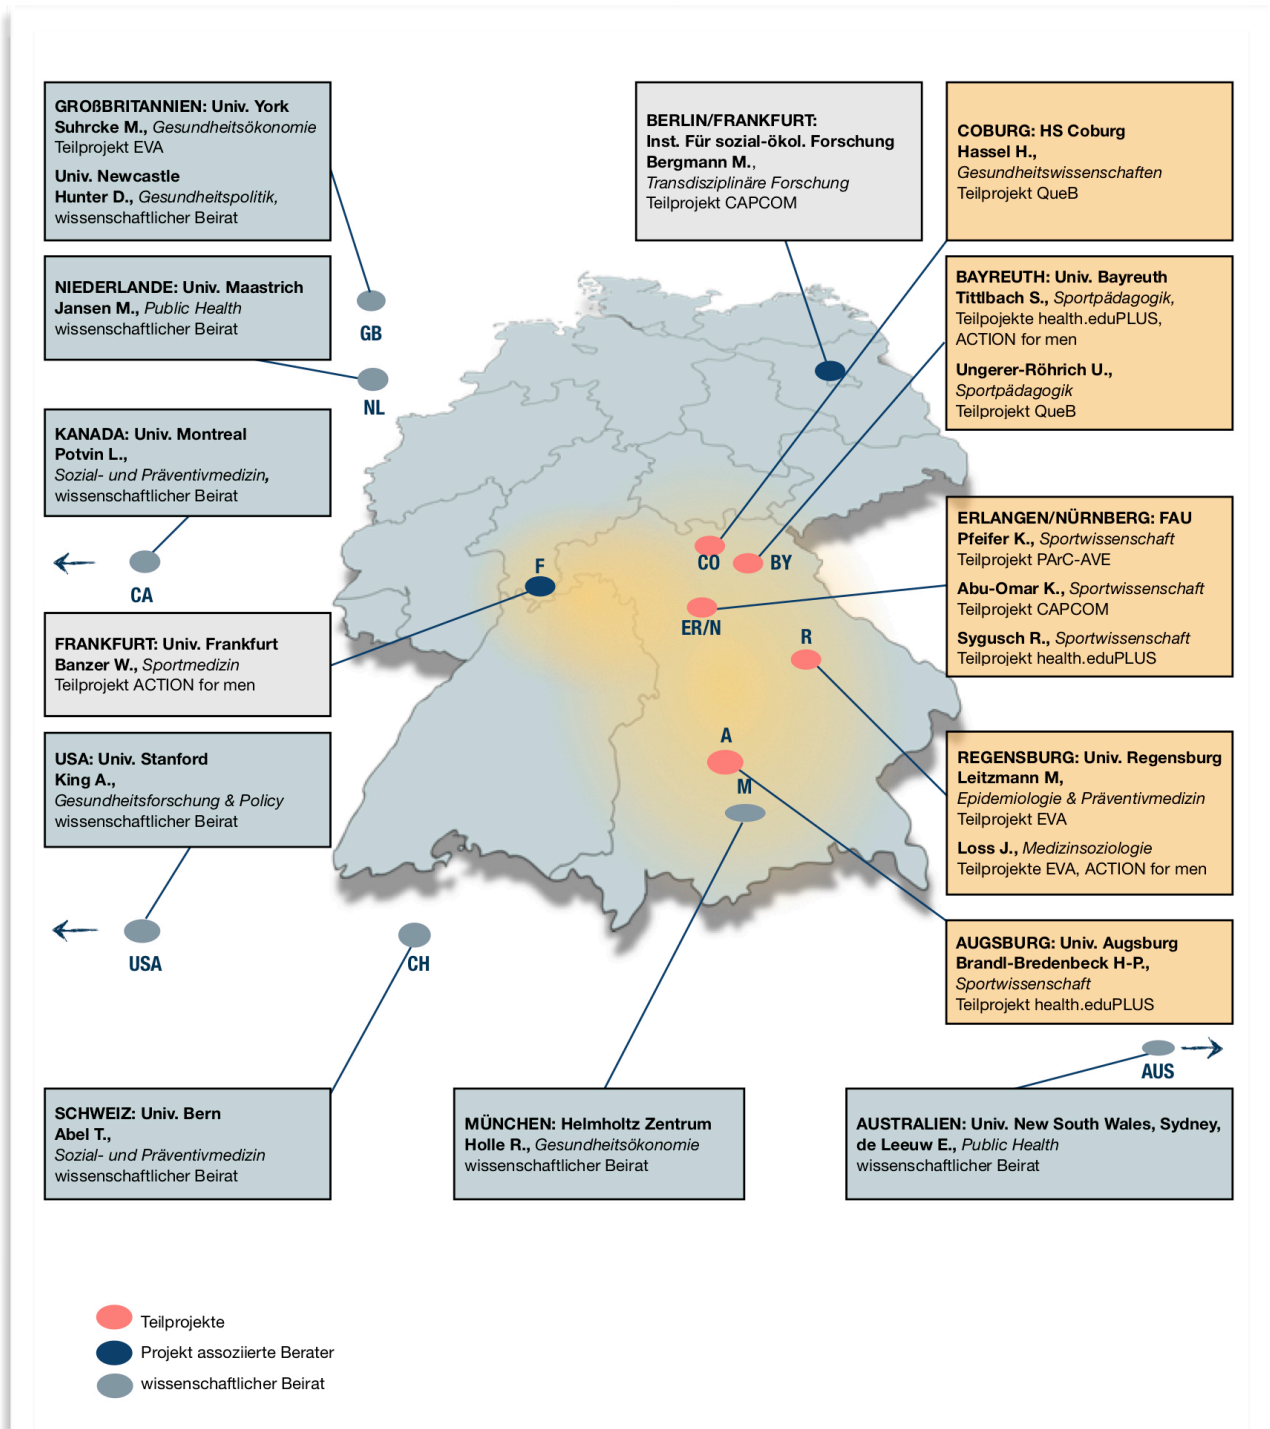 GROßBRITANNIEN: Univ. York
Suhrcke M., Gesundheitsökonomie
Teilprojekt EVA
Univ. Newcastle
Hunter D., Gesundheitspolitik,
wissenschaftlicher Beirat
BERLIN/FRANKFURT:
Inst. Für sozial-ökol. Forschung
Bergmann M.,
Transdisziplinäre Forschung
Teilprojekt CAPCOM
COBURG: HS Coburg
Hassel H.,
Gesundheitswissenschaften
Teilprojekt QueB
NIEDERLANDE: Univ. Maastrich
Jansen M., Public Health
wissenschaftlicher Beirat
GB
NL
BAYREUTH: Univ. Bayreuth
Tittlbach S., Sportpädagogik,
Teilpojekte health.eduPLUS,
ACTION for men
Ungerer-Röhrich U.,
Sportpädagogik
Teilprojekt QueB
KANADA: Univ. Montreal
Potvin L.,
Sozial- und Präventivmedizin,
wissenschaftlicher Beirat
CA
ERLANGEN/NÜRNBERG: FAU
Pfeifer K., Sportwissenschaft
Teilprojekt PArC-AVE
Abu-Omar K., Sportwissenschaft
Teilprojekt CAPCOM
Sygusch R., Sportwissenschaft
Teilprojekt health.eduPLUS
F
CO
BY
ER/N
R
A
M
FRANKFURT: Univ. Frankfurt
Banzer W., Sportmedizin
Teilprojekt ACTION for men
USA: Univ. Stanford
King A.,
Gesundheitsforschung & Policy
wissenschaftlicher Beirat
REGENSBURG: Univ. Regensburg
Leitzmann M,
Epidemiologie & Präventivmedizin
Teilprojekt EVA
Loss J., Medizinsoziologie
Teilprojekte EVA, ACTION for men
USA
CH
AUGSBURG: Univ. Augsburg
Brandl-Bredenbeck H-P.,
Sportwissenschaft
Teilprojekt health.eduPLUS
AUS
SCHWEIZ: Univ. Bern
Abel T.,
Sozial- und Präventivmedizin
wissenschaftlicher Beirat
MÜNCHEN: Helmholtz Zentrum
Holle R., Gesundheitsökonomie
wissenschaftlicher Beirat
AUSTRALIEN: Univ. New South Wales, Sydney,
de Leeuw E., Public Health
wissenschaftlicher Beirat
Teilprojekte
Projekt assoziierte Berater
wissenschaftlicher Beirat